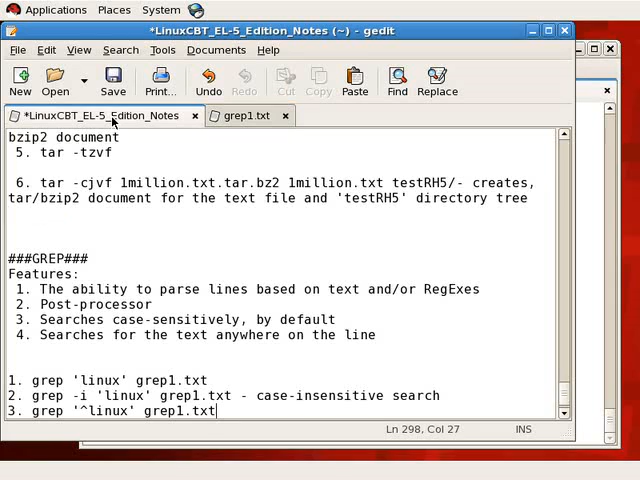 Applications Places System
*LinuxCBT_EL-5_Edition_Notes (~) - gedit
File Edit View Search Tools Documents Help
New Open Save Print... Undo Redo Cut Copy Paste Find Replace
*LinuxCBT_EL-5_Edition_Notes grep1.txt
bzip2 document
5. tar -tzvf
6. tar -cjvf 1million.txt.tar.bz2 1million.txt testRH5/- creates,
tar/bzip2 document for the text file and 'testRH5' directory tree
###GREP###
Features:
1. The ability to parse lines based on text and/or RegExes
2. Post-processor
3. Searches case-sensitively, by default
4. Searches for the text anywhere on the line
1. grep 'linux' grep1.txt
2. grep -i 'linux' grep1.txt - case-insensitive search
3. grep '^linux' grep1.txt
Ln 298, Col 27 INS